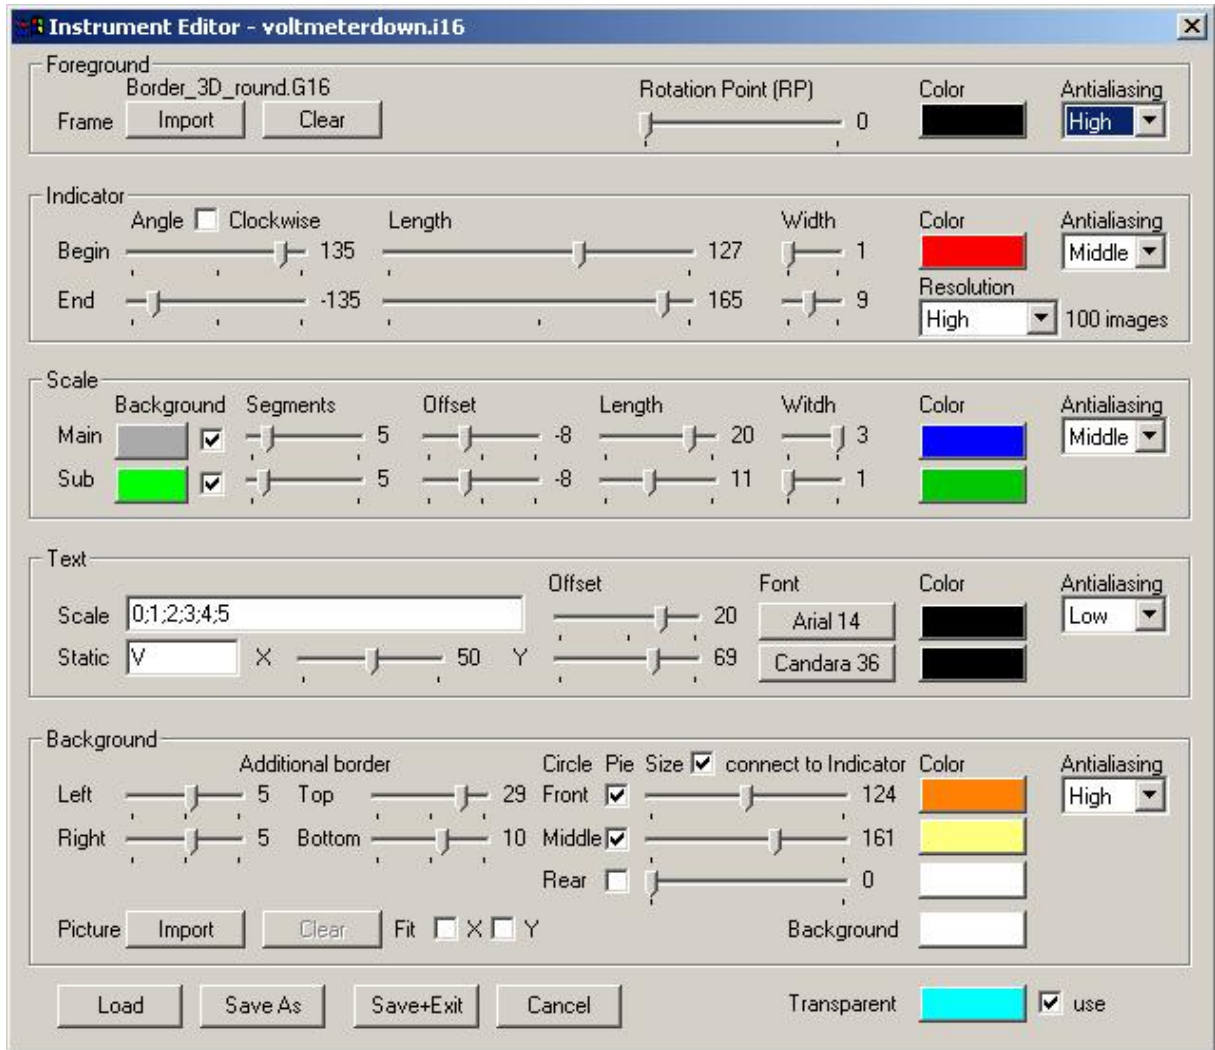 Instrument Editor - voltmeterdown.i16
Foreground
Border_3D_round.G16 Rotation Point (RP) Color Antialiasing
Frame Import Clear 0 High
Indicator
Angle Clockwise Length Width Color Antialiasing
Begin 135 127 1 Middle
Resolution
End -135 165 9 High 100 images
Scale
Background Segments Offset Length Witdh Color Antialiasing
Main 5 -8 20 3 Middle
Sub 5 -8 11 1
Text
Offset Font Color Antialiasing
Scale 0;1;2;3;4;5 20 Arial 14 Low
Static V X 50 Y 69 Candara 36
Background
Additional border Circle Pie Size connect to Indicator Color Antialiasing
Left 5 Top 29 Front 124 High
Right 5 Bottom 10 Middle 161
Rear 0
Picture Import Clear Fit X Y Background
Load Save As Save+Exit Cancel Transparent use